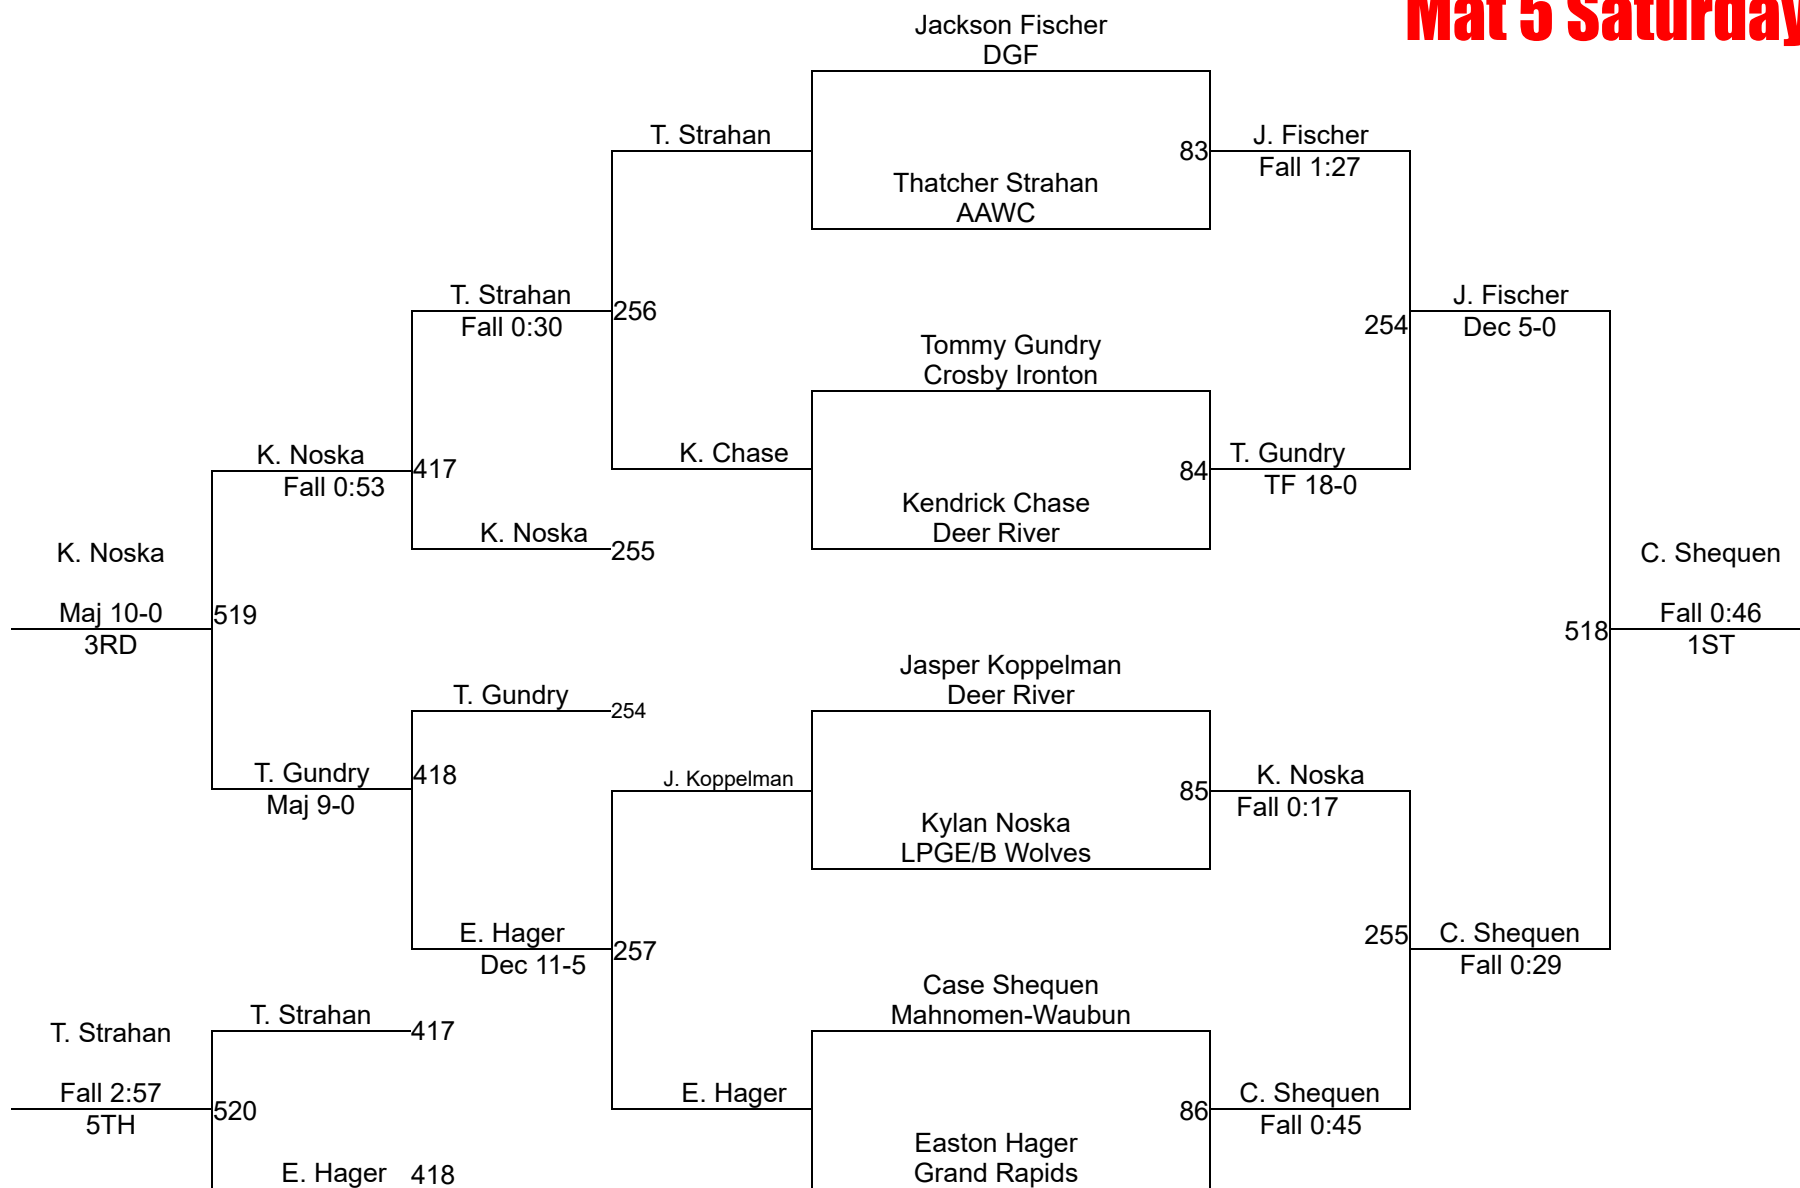 Mat 5 Saturday
Jackson Fischer
DGF
T. Strahan
83
J. Fischer
Fall 1:27
Thatcher Strahan
AAWC
T. Strahan
Fall 0:30
256
254
J. Fischer
Dec 5-0
Tommy Gundry
Crosby Ironton
K. Noska
Fall 0:53
417
K. Chase
84
T. Gundry
TF 18-0
Kendrick Chase
Deer River
K. Noska
255
K. Noska
Maj 10-0
3RD
519
C. Shequen
518
Fall 0:46
1ST
Jasper Koppelman
Deer River
T. Gundry
254
T. Gundry
Maj 9-0
418
J. Koppelman
85
K. Noska
Fall 0:17
Kylan Noska
LPGE/B Wolves
E. Hager
Dec 11-5
257
255
C. Shequen
Fall 0:29
Case Shequen
Mahnomen-Waubun
T. Strahan
417
T. Strahan
Fall 2:57
5TH
520
E. Hager
86
C. Shequen
Fall 0:45
Easton Hager
Grand Rapids
E. Hager
418